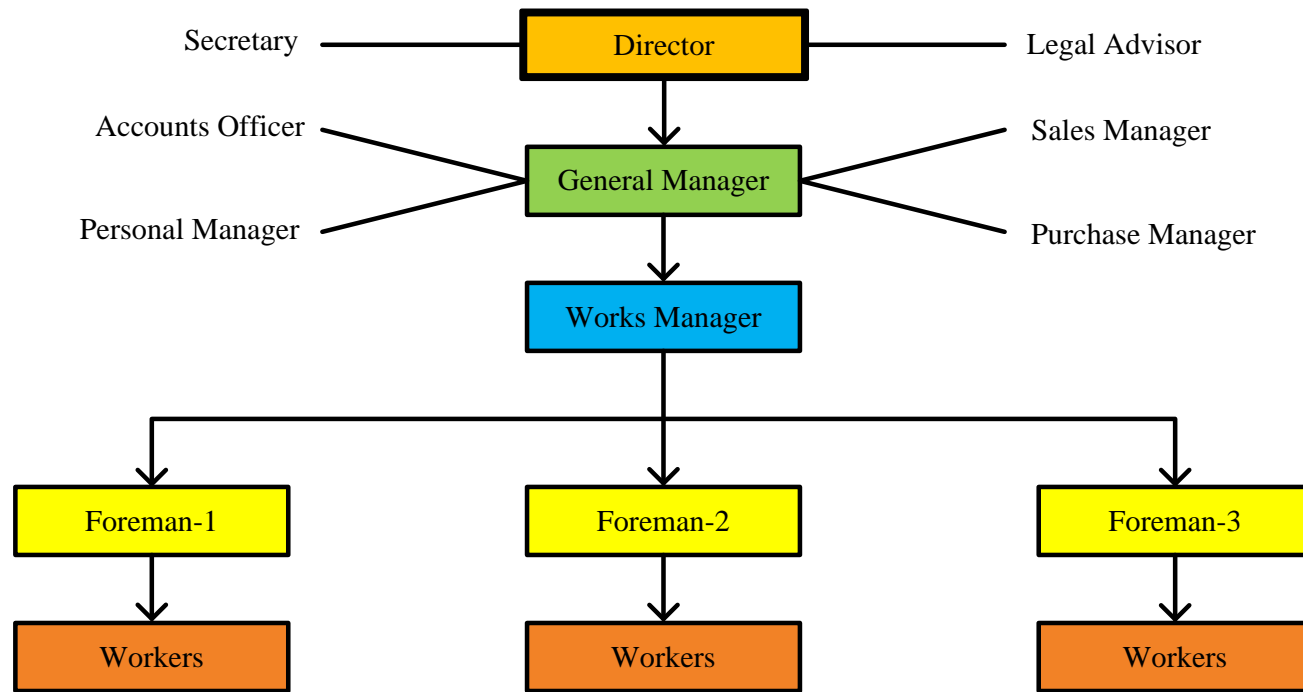 Secretary
Director
Legal Advisor
Accounts Officer
Sales Manager
General Manager
Personal Manager
Purchase Manager
Works Manager
Foreman-1
Foreman-2
Foreman-3
Workers
Workers
Workers